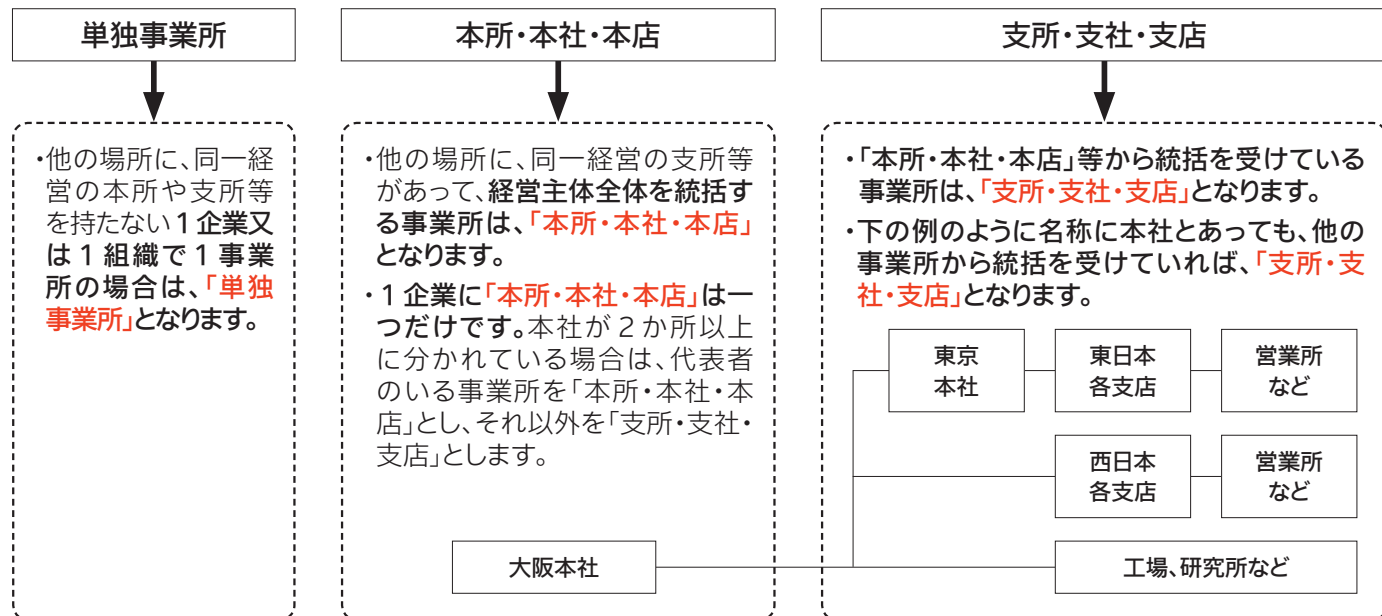 単独事業所
・他の場所に、同一経
営の本所や支所等
を持たない１企業又
は１組織で１事業
所の場合は、「単独
事業所」となります。
本所・本社・本店
・他の場所に、同一経営の支所等
があって、経営主体全体を統括す
る事業所は、「本所・本社・本店」
となります。
・１企業に「本所・本社・本店」は一
つだけです。本社が２か所以上
に分かれている場合は、代表者
のいる事業所を「本所・本社・本
店」とし、それ以外を「支所・支社・
支店」とします。
大阪本社
支所・支社・支店
・「本所・本社・本店」等から統括を受けている
事業所は、「支所・支社・支店」となります。
・下の例のように名称に本社とあっても、他の
事業所から統括を受けていれば、「支所・支
社・支店」となります。
東京
本社
東日本
各支店
営業所
など
西日本
各支店
営業所
など
工場、研究所など